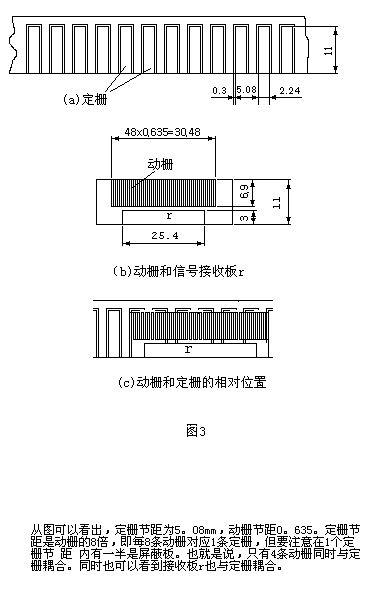 11
(a)定栅
0.3 5.08 2.24
48x0.635=30.48
动栅
6.9
11
r
3
25.4
(b)动栅和信号接收板r
r
(c)动栅和定栅的相对位置
图3
从图可以看出，定栅节距为5。08mm，动栅节距0。635。定栅节
距是动栅的8倍，即每8条动栅对应1条定栅，但要注意在1个定
栅节 距 内有一半是屏蔽板。也就是说，只有4条动栅同时与定
栅耦合。同时也可以看到接收板r也与定栅耦合。